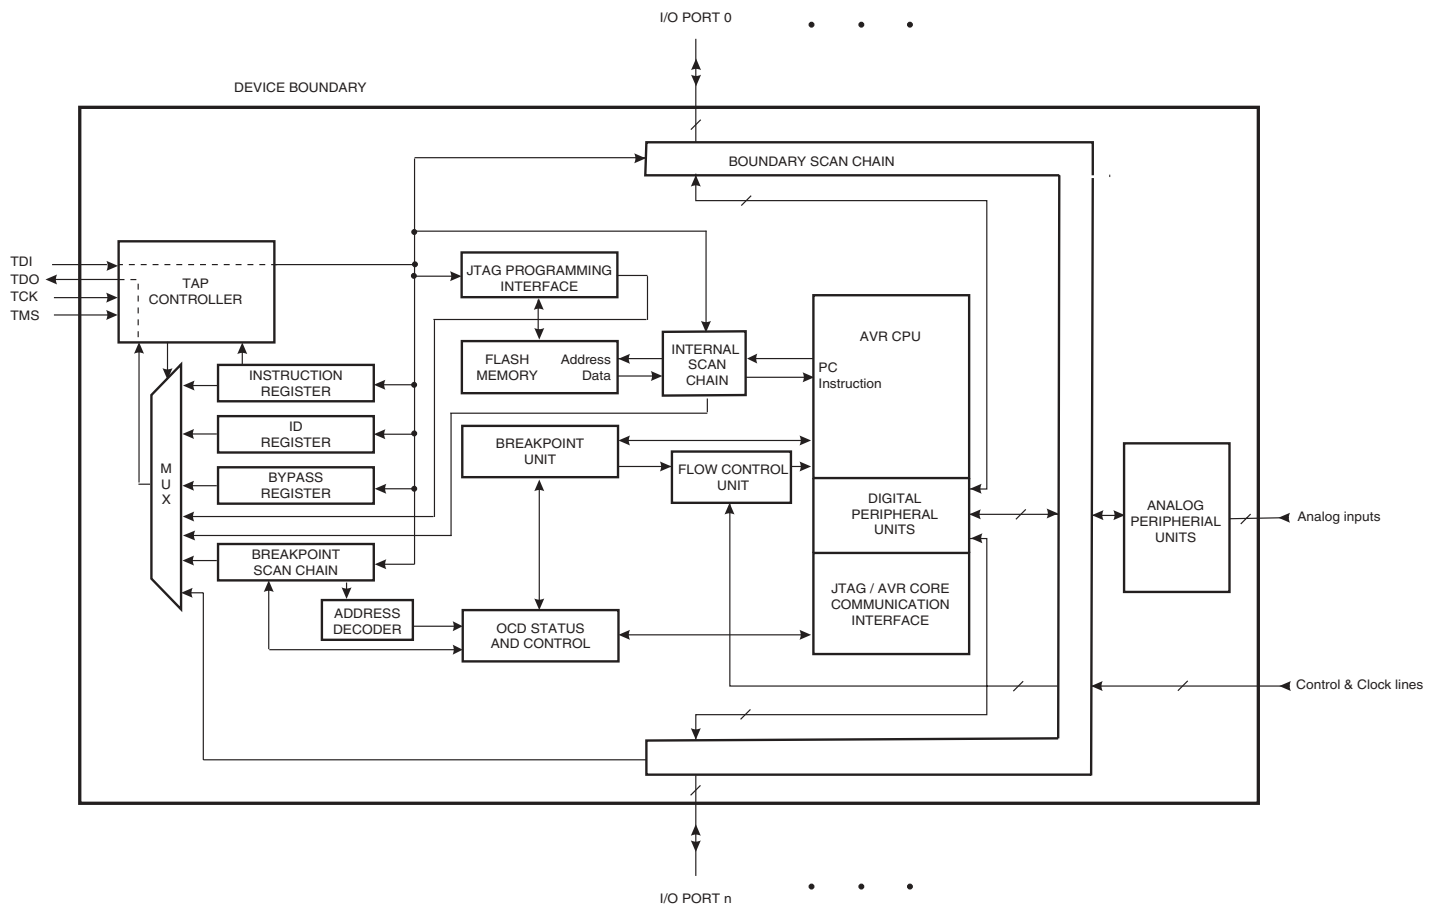 I/O PORT 0
DEVICE BOUNDARY
BOUNDARY SCAN CHAIN
TDI
TDO
TCK
TMS
TAP
CONTROLLER
JTAG PROGRAMMING
INTERFACE
FLASH
MEMORY
Address
Data
INTERNAL
SCAN
CHAIN
AVR CPU
PC
Instruction
INSTRUCTION
REGISTER
ID
REGISTER
BYPASS
REGISTER
M
U
X
BREAKPOINT
UNIT
FLOW CONTROL
UNIT
DIGITAL
PERIPHERAL
UNITS
ANALOG
PERIPHERIAL
UNITS
Analog inputs
BREAKPOINT
SCAN CHAIN
ADDRESS
DECODER
OCD STATUS
AND CONTROL
JTAG / AVR CORE
COMMUNICATION
INTERFACE
Control & Clock lines
I/O PORT n